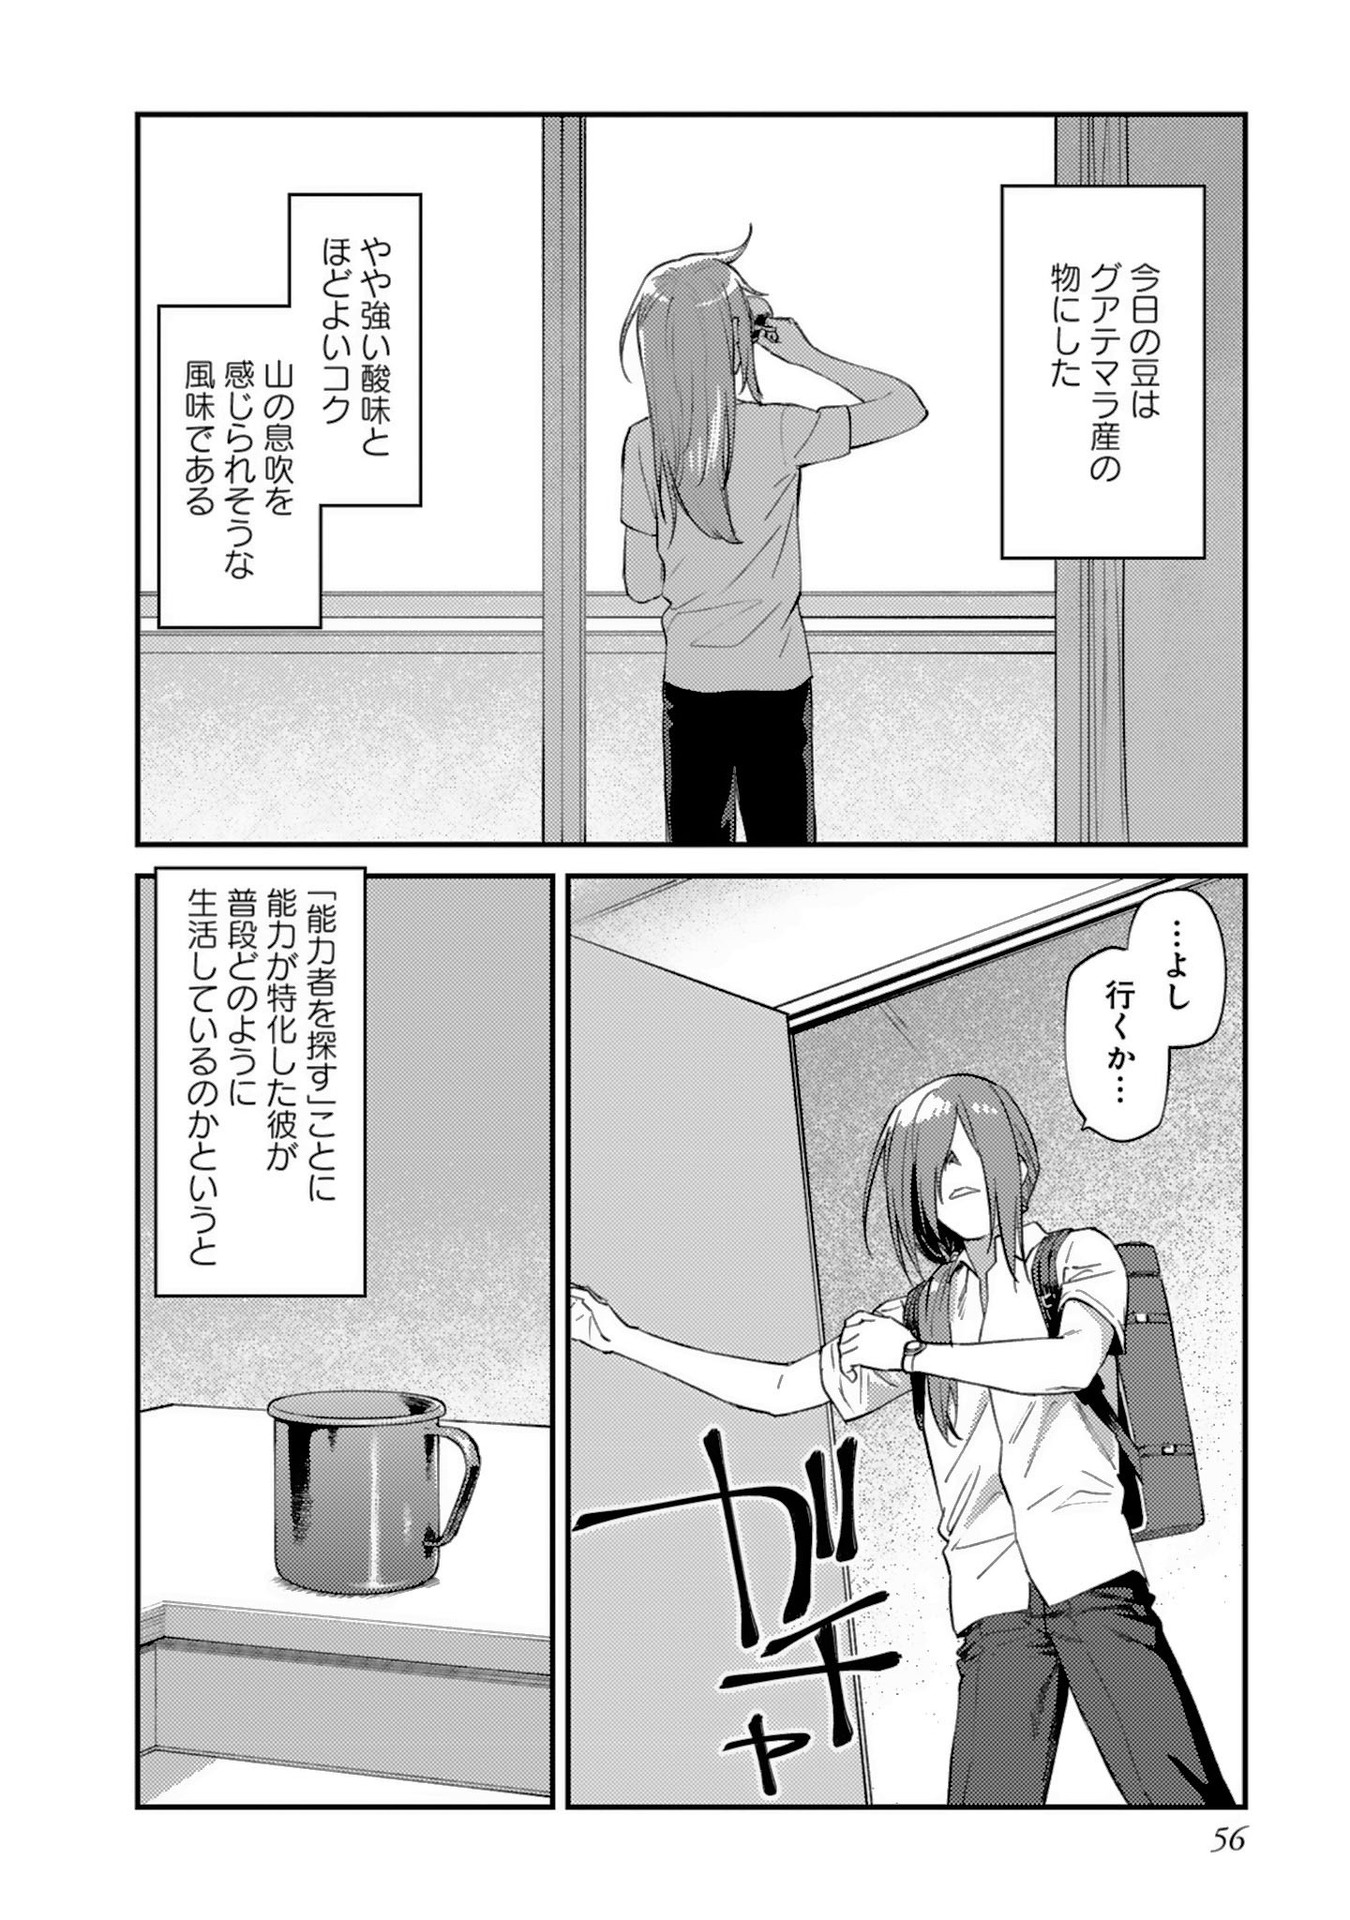 今日の豆は
グアテマラ産の
物にした
やや強い酸味と
ほどよいコク
山の息吹を
感じられそうな
風味である
…よし
行くか…
ガチャ
「能力者を探す」ことに
能力が特化した彼が
普段どのように
生活しているのかというと
56